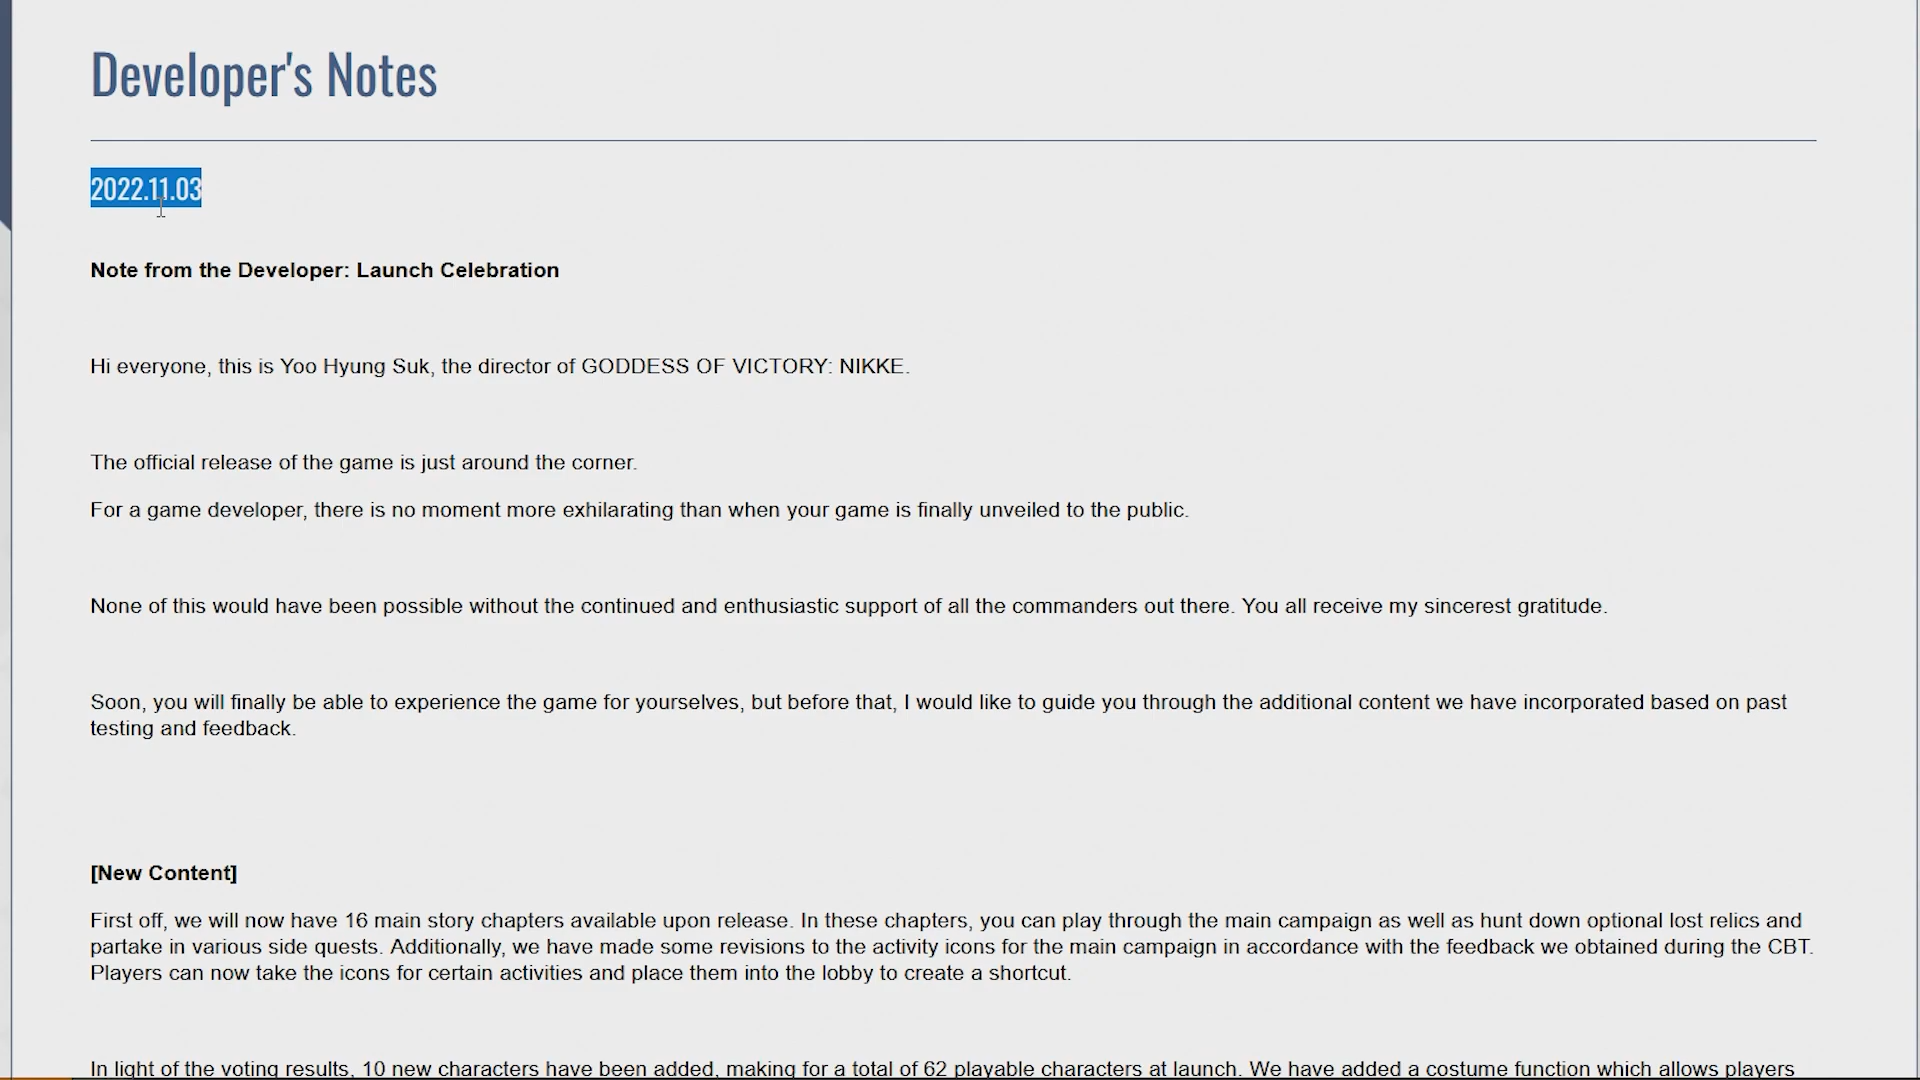 Developer's Notes
2022.11.03
Note from the Developer: Launch Celebration
Hi everyone, this is Yoo Hyung Suk, the director of GODDESS OF VICTORY: NIKKE.
The official release of the game is just around the corner.
For a game developer, there is no moment more exhilarating than when your game is finally unveiled to the public.
None of this would have been possible without the continued and enthusiastic support of all the commanders out there. You all receive my sincerest gratitude.
Soon, you will finally be able to experience the game for yourselves, but before that, I would like to guide you through the additional content we have incorporated based on past
testing and feedback.
[New Content]
First off, we will now have 16 main story chapters available upon release. In these chapters, you can play through the main campaign as well as hunt down optional lost relics and
partake in various side quests. Additionally, we have made some revisions to the activity icons for the main campaign in accordance with the feedback we obtained during the CBT.
Players can now take the icons for certain activities and place them into the lobby to create a shortcut.
In light of the voting results, 10 new characters have been added, making for a total of 62 playable characters at launch. We have added a costume function which allows players